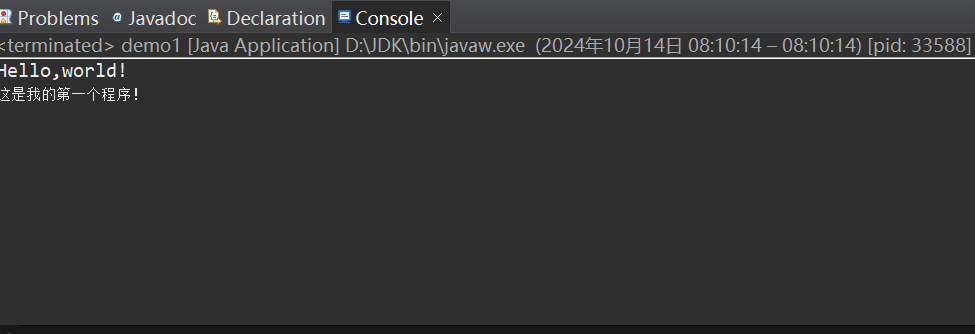 Problems Javadoc Declaration Console
<terminated> demo1 [Java Application] D:\JDK\bin\javaw.exe (2024年10月14日 08:10:14 – 08:10:14) [pid: 33588]
Hello,world!
这是我的第一个程序!